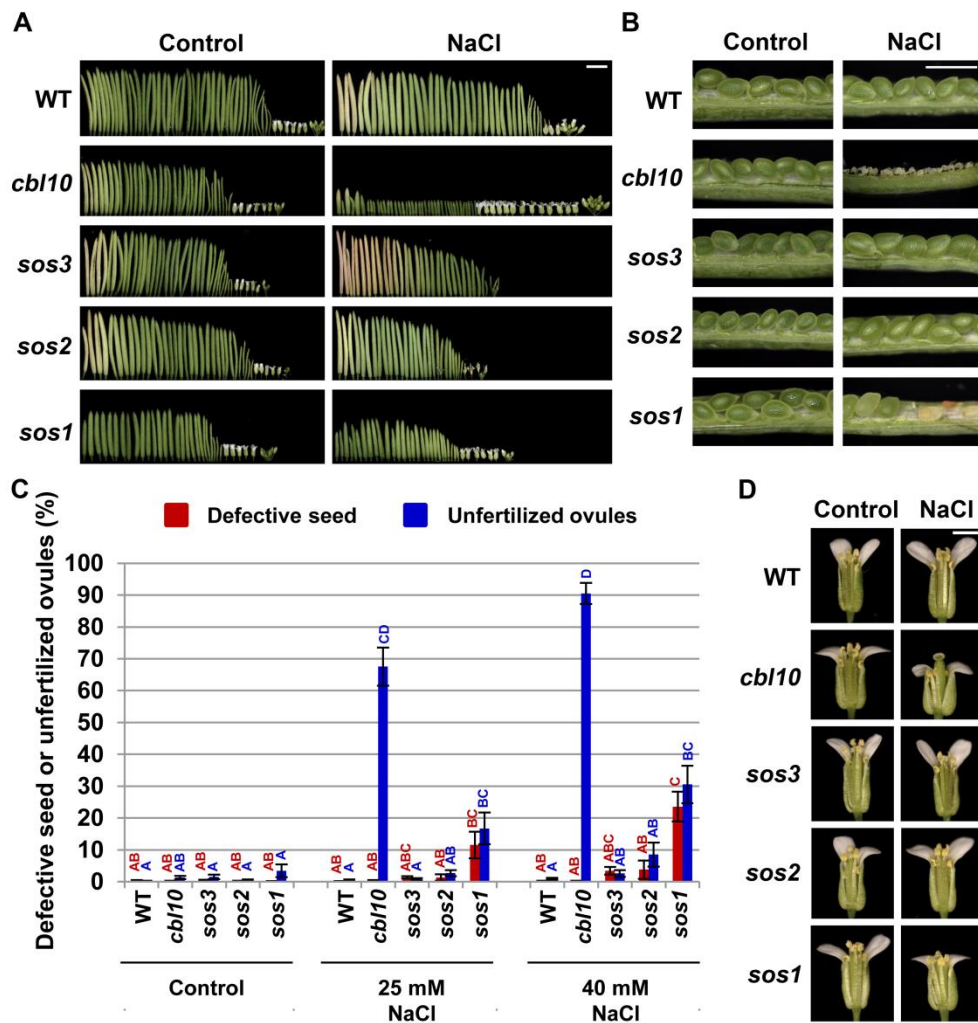 A
Control NaCl
WT
cbl10
sos3
sos2
sos1
B
Control NaCl
WT
cbl10
sos3
sos2
sos1
C
Defective seed Unfertilized ovules
Defective seed or unfertilized ovules (%)
100
90
80
70
60
50
40
30
20
10
0
AB A AB AB AB A AB A AB A
AB A AB CD ABC A AB AB BC BC
AB A AB D ABC AB AB AB C BC
WT cbl10 sos3 sos2 sos1 WT cbl10 sos3 sos2 sos1 WT cbl10 sos3 sos2 sos1
Control 25 mM 40 mM
NaCl NaCl
D
Control NaCl
WT
cbl10
sos3
sos2
sos1